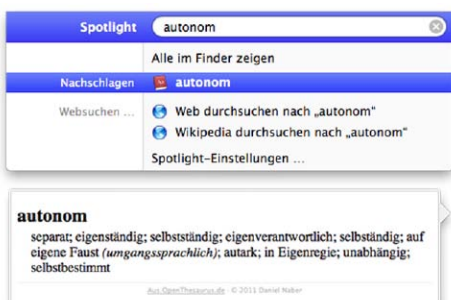 Spotlight autonom
Alle im Finder zeigen
Nachschlagen autonom
Websuchen ... Web durchsuchen nach „autonom“
Wikipedia durchsuchen nach „autonom“
Spotlight-Einstellungen ...
autonom
separat; eigenständig; selbstständig; eigenverantwortlich; selbständig; auf
eigene Faust (umgangssprachlich); autark; in Eigenregie; unabhängig;
selbstbestimmt
Aus OpenThesaurus.de · © 2011 Daniel Naber